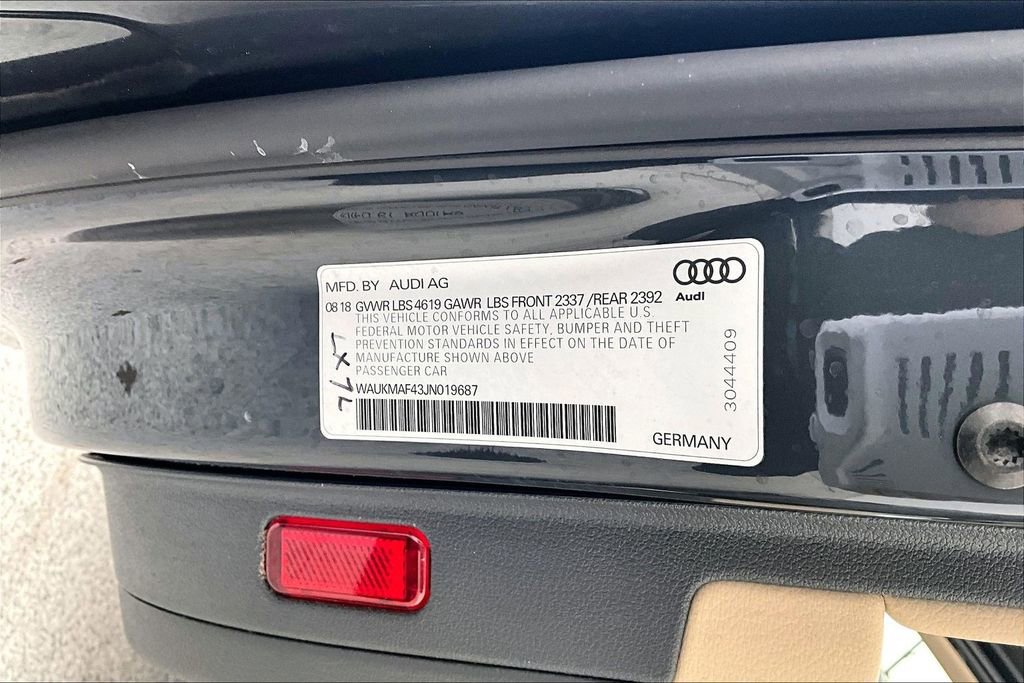 MFD. BY AUDI AG
Audi
08 18 GVWR LBS 4619 GAWR LBS FRONT 2337 /REAR 2392
THIS VEHICLE CONFORMS TO ALL APPLICABLE U.S.
FEDERAL MOTOR VEHICLE SAFETY, BUMPER AND THEFT
PREVENTION STANDARDS IN EFFECT ON THE DATE OF
MANUFACTURE SHOWN ABOVE
PASSENGER CAR
WAUKMAF43JN019687
GERMANY
3044409